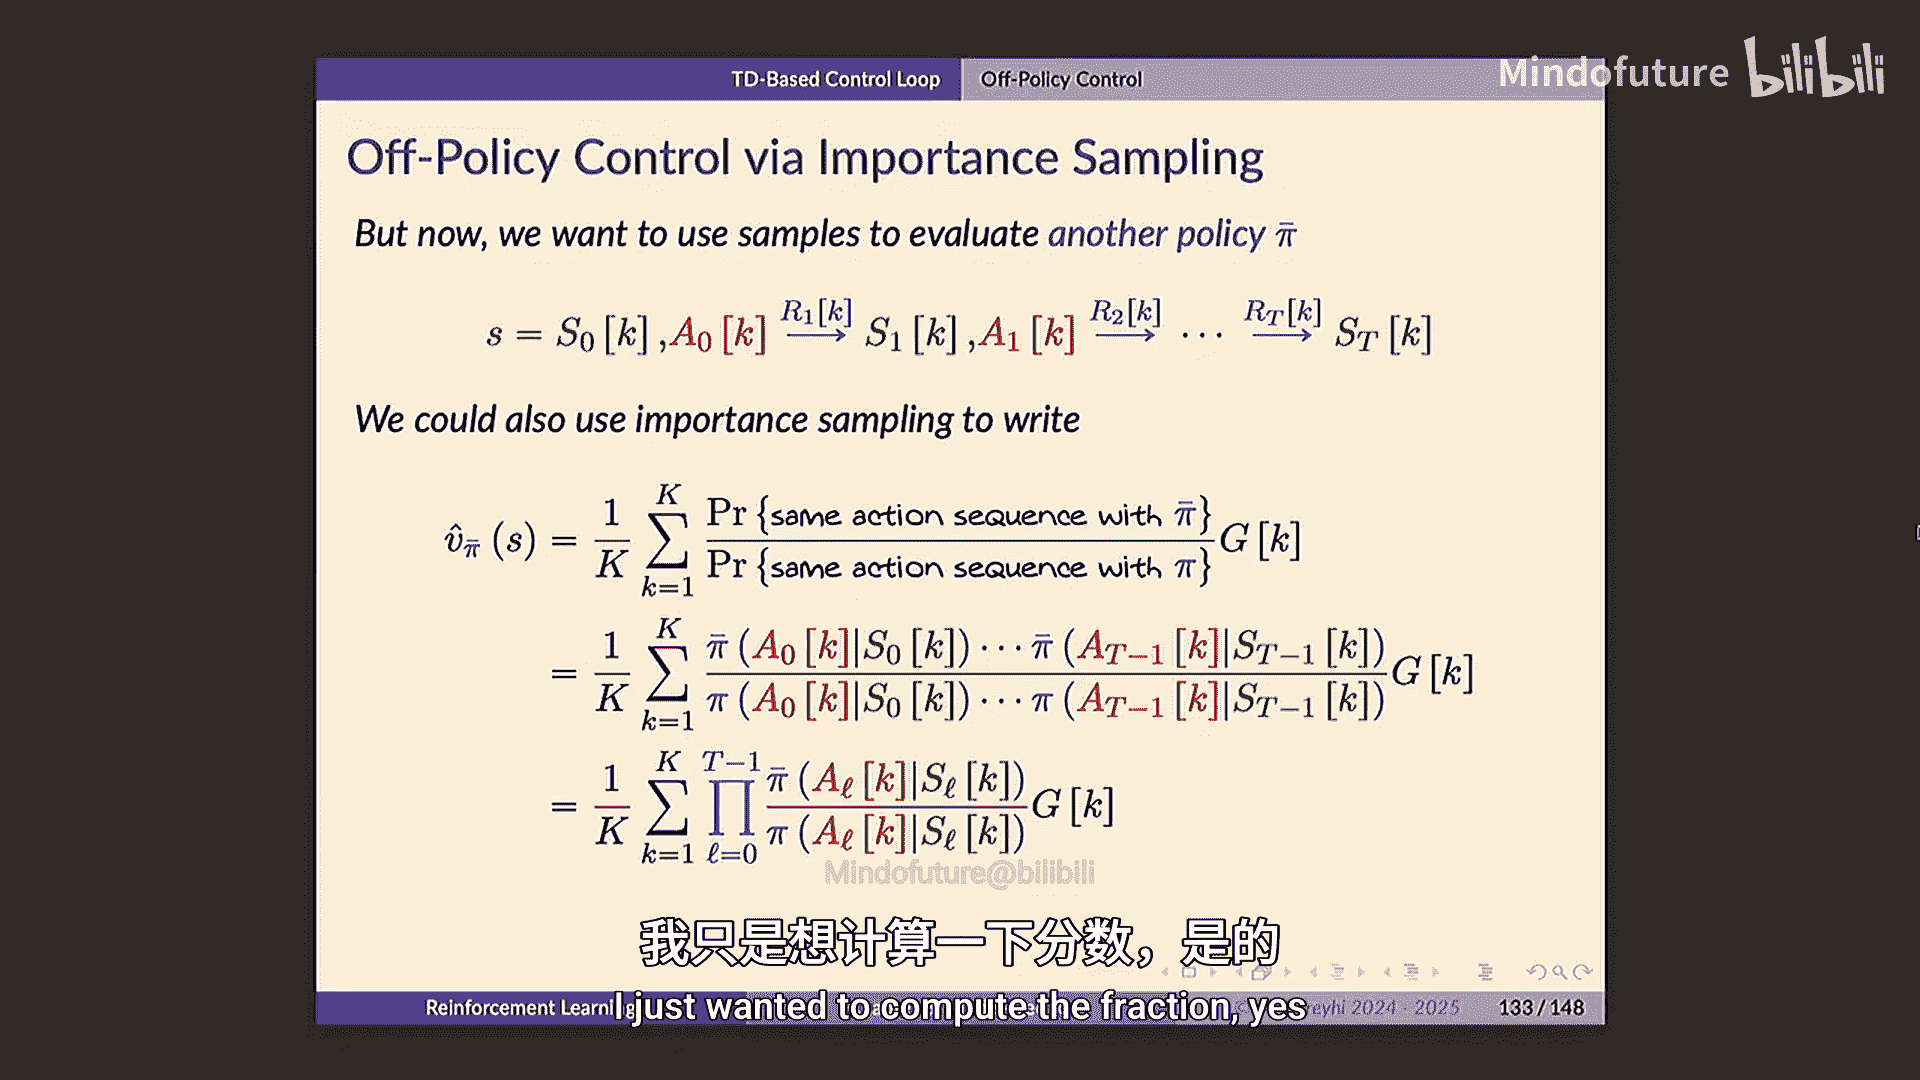 TD-Based Control Loop
Off-Policy Control
Mindofuture bilibili
Off-Policy Control via Importance Sampling
But now, we want to use samples to evaluate another policy π̄
s = S₀ [k] , A₀ [k] —R₁[k]→ S₁ [k] , A₁ [k] —R₂[k]→ ⋯ —R_T[k]→ S_T [k]
We could also use importance sampling to write
v̂_π̄ (s) = 1/K ∑_{k=1}^{K} Pr {same action sequence with π̄} / Pr {same action sequence with π} G [k]
= 1/K ∑_{k=1}^{K} π̄ (A₀ [k]|S₀ [k]) ⋯ π̄ (A_{T−1} [k]|S_{T−1} [k]) / π (A₀ [k]|S₀ [k]) ⋯ π (A_{T−1} [k]|S_{T−1} [k]) G [k]
= 1/K ∑_{k=1}^{K} ∏_{ℓ=0}^{T−1} π̄ (A_ℓ [k]|S_ℓ [k]) / π (A_ℓ [k]|S_ℓ [k]) G [k]
Mindofuture@bilibili
我只是想计算一下分数，是的
I just wanted to compute the fraction, yes
Reinforcement
2024 - 2025
133 / 148